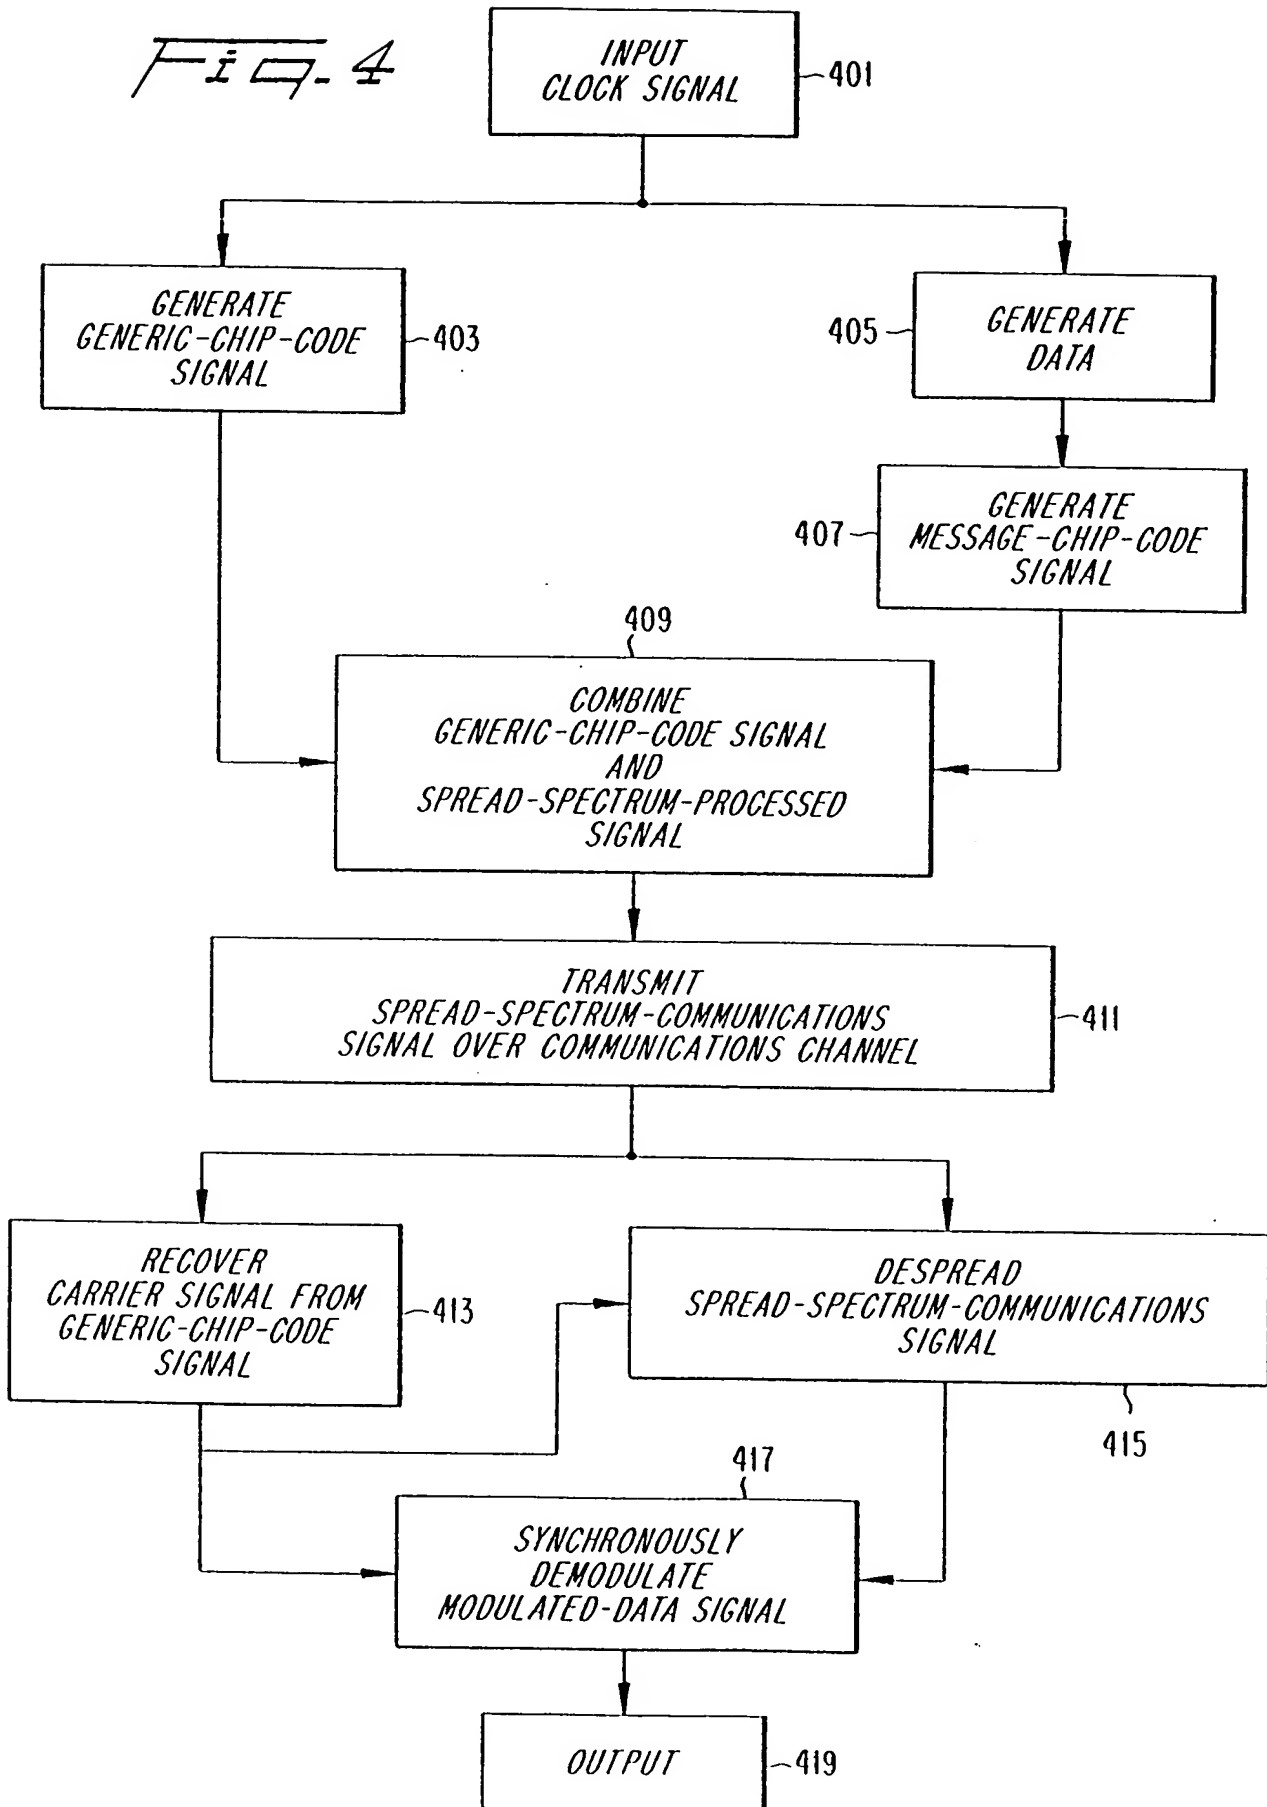 Fig. 4
INPUT
CLOCK SIGNAL
401
GENERATE
GENERIC-CHIP-CODE
SIGNAL
403
405
GENERATE
DATA
407
GENERATE
MESSAGE-CHIP-CODE
SIGNAL
409
COMBINE
GENERIC-CHIP-CODE SIGNAL
AND
SPREAD-SPECTRUM-PROCESSED
SIGNAL
TRANSMIT
SPREAD-SPECTRUM-COMMUNICATIONS
SIGNAL OVER COMMUNICATIONS CHANNEL
411
RECOVER
CARRIER SIGNAL FROM
GENERIC-CHIP-CODE
SIGNAL
413
DESPREAD
SPREAD-SPECTRUM-COMMUNICATIONS
SIGNAL
415
417
SYNCHRONOUSLY
DEMODULATE
MODULATED-DATA SIGNAL
OUTPUT
419